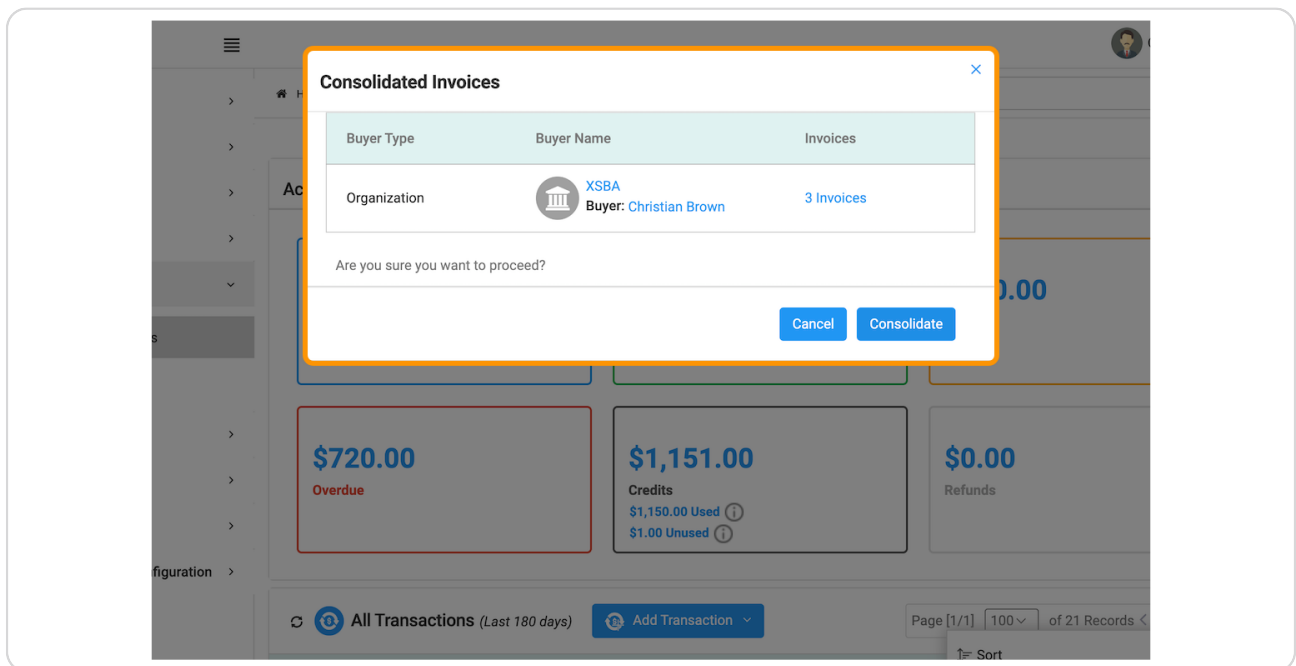 Consolidated Invoices
Buyer Type Buyer Name Invoices
Organization
XSBA
Buyer: Christian Brown
3 Invoices
Are you sure you want to proceed?
Cancel Consolidate
$720.00
Overdue
$1,151.00
Credits
$1,150.00 Used
$1.00 Unused
$0.00
Refunds
figuration
All Transactions (Last 180 days)
Add Transaction
Page [1/1] 100 of 21 Records
Sort